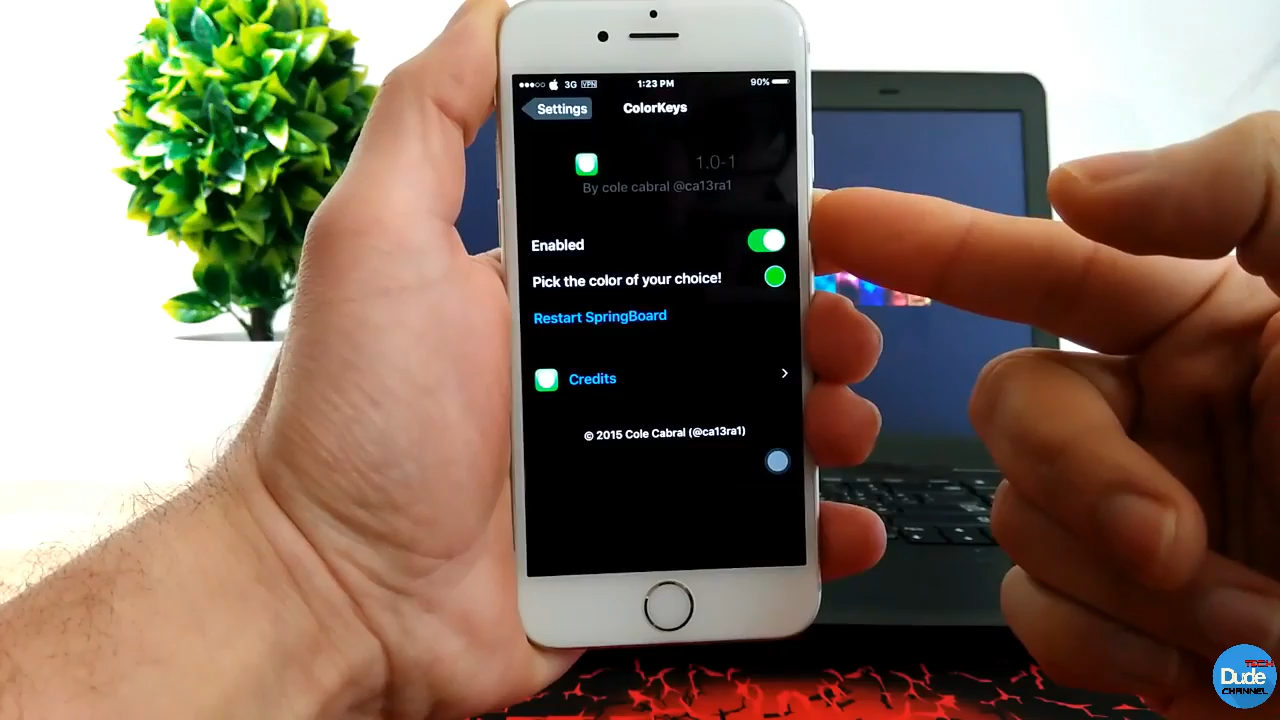 3G VPN 1:23 PM 90%
Settings ColorKeys
1.0-1
By cole cabral @ca13ra1
Enabled
Pick the color of your choice!
Restart SpringBoard
Credits
© 2015 Cole Cabral (@ca13ra1)
TECH
Dude
CHANNEL